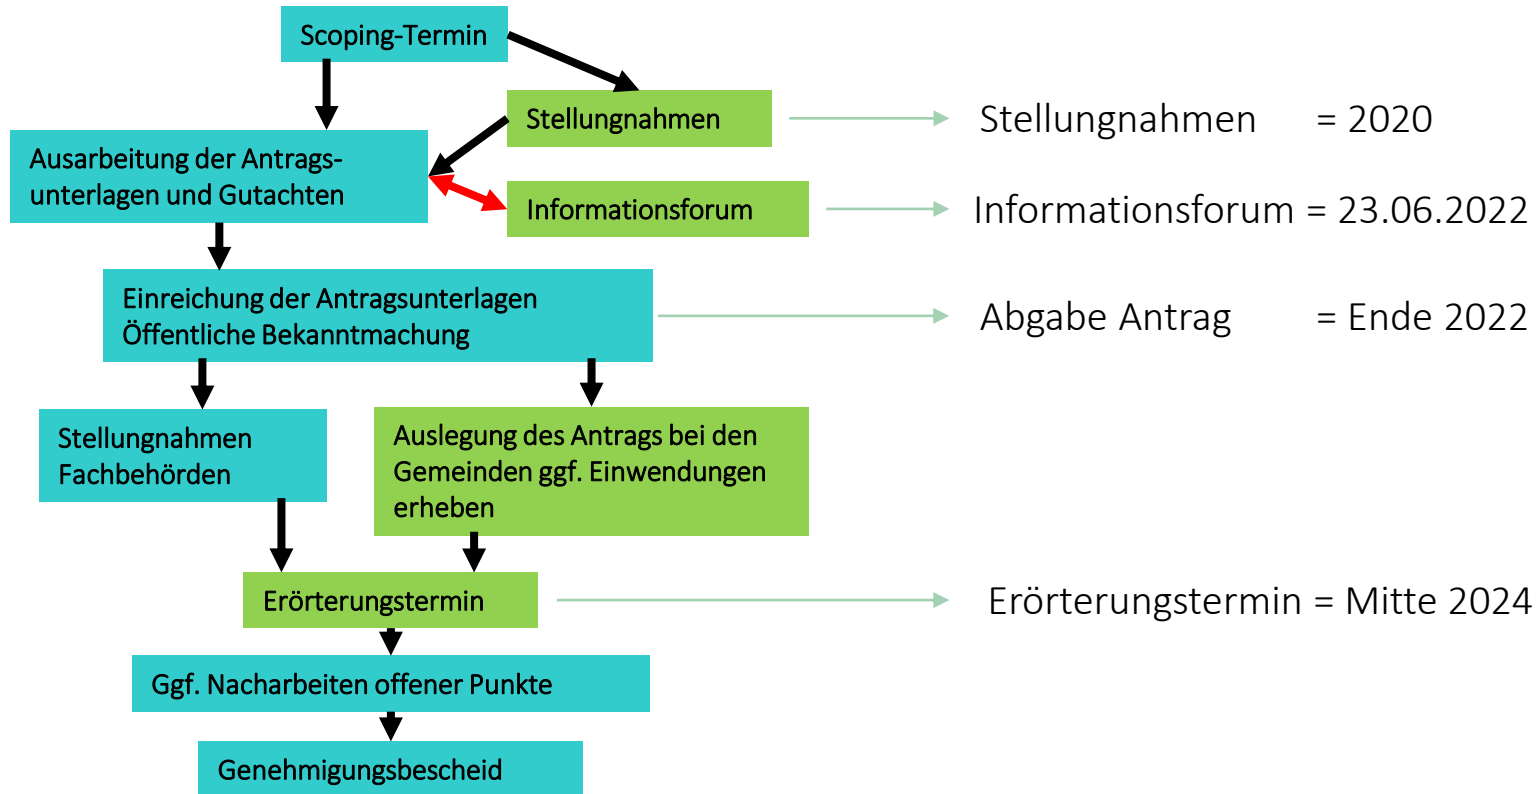 Scoping-Termin
Stellungnahmen
Stellungnahmen = 2020
Ausarbeitung der Antrags-
unterlagen und Gutachten
Informationsforum
Informationsforum = 23.06.2022
Einreichung der Antragsunterlagen
Öffentliche Bekanntmachung
Abgabe Antrag = Ende 2022
Stellungnahmen
Fachbehörden
Auslegung des Antrags bei den
Gemeinden ggf. Einwendungen
erheben
Erörterungstermin
Erörterungstermin = Mitte 2024
Ggf. Nacharbeiten offener Punkte
Genehmigungsbescheid